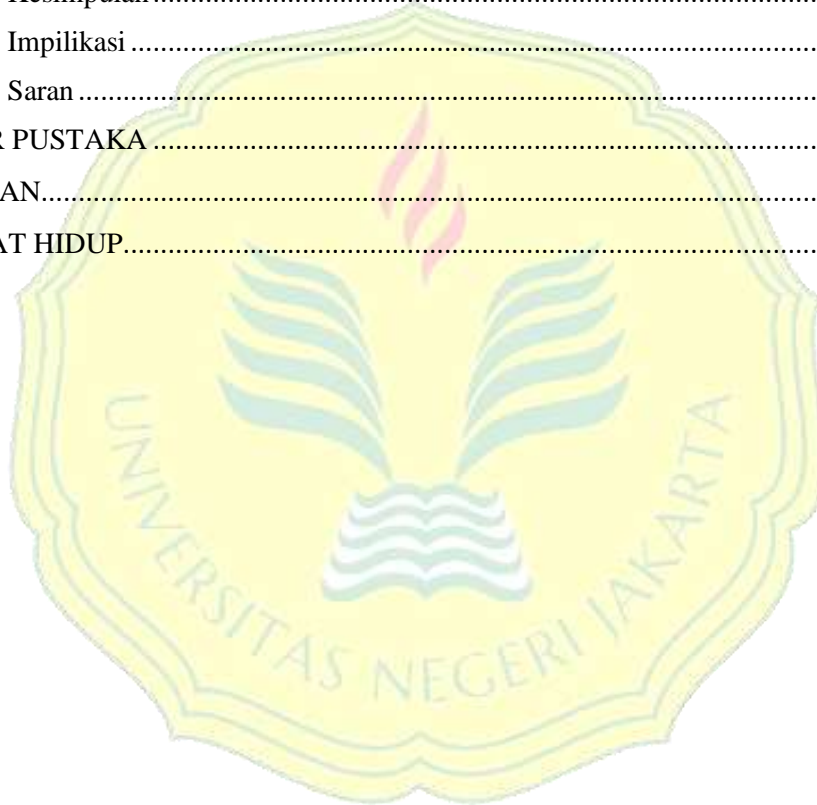 Kesimpulan ........................................................................................
Impilikasi ...........................................................................................
Saran ..................................................................................................
R PUSTAKA ........................................................................................
AN.......................................................................................................
AT HIDUP............................................................................................
UNIVERSITAS NEGERI JAKARTA